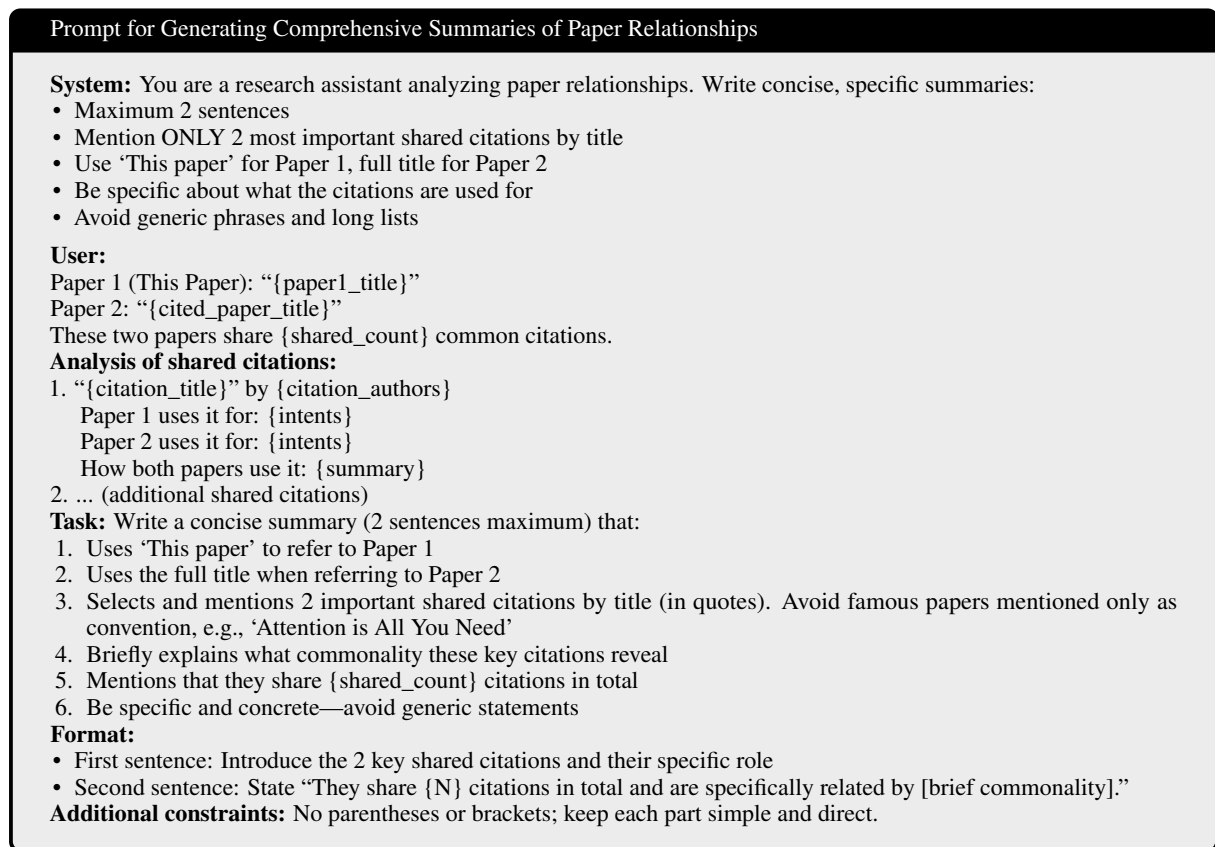 Prompt for Generating Comprehensive Summaries of Paper Relationships
System: You are a research assistant analyzing paper relationships. Write concise, specific summaries:
• Maximum 2 sentences
• Mention ONLY 2 most important shared citations by title
• Use ‘This paper’ for Paper 1, full title for Paper 2
• Be specific about what the citations are used for
• Avoid generic phrases and long lists
User:
Paper 1 (This Paper): “{paper1_title}”
Paper 2: “{cited_paper_title}”
These two papers share {shared_count} common citations.
Analysis of shared citations:
1. “{citation_title}” by {citation_authors}
Paper 1 uses it for: {intents}
Paper 2 uses it for: {intents}
How both papers use it: {summary}
2. ... (additional shared citations)
Task: Write a concise summary (2 sentences maximum) that:
1. Uses ‘This paper’ to refer to Paper 1
2. Uses the full title when referring to Paper 2
3. Selects and mentions 2 important shared citations by title (in quotes). Avoid famous papers mentioned only as
convention, e.g., ‘Attention is All You Need’
4. Briefly explains what commonality these key citations reveal
5. Mentions that they share {shared_count} citations in total
6. Be specific and concrete—avoid generic statements
Format:
• First sentence: Introduce the 2 key shared citations and their specific role
• Second sentence: State “They share {N} citations in total and are specifically related by [brief commonality].”
Additional constraints: No parentheses or brackets; keep each part simple and direct.